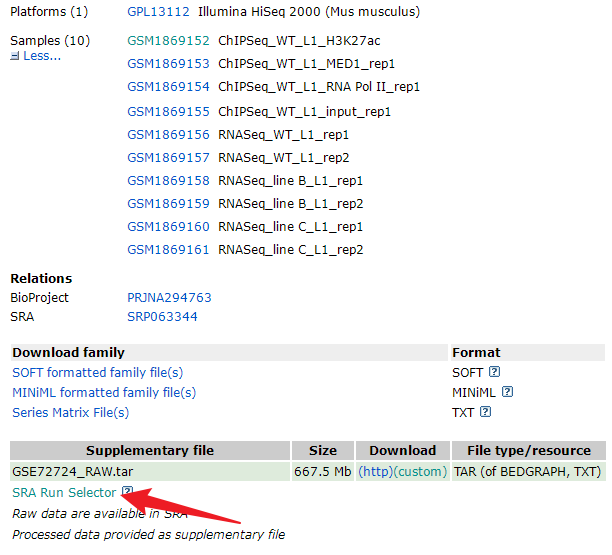 Platforms (1) GPL13112 Illumina HiSeq 2000 (Mus musculus)
Samples (10) GSM1869152 ChIPSeq_WT_L1_H3K27ac
Less... GSM1869153 ChIPSeq_WT_L1_MED1_rep1
GSM1869154 ChIPSeq_WT_L1_RNA Pol II_rep1
GSM1869155 ChIPSeq_WT_L1_input_rep1
GSM1869156 RNASeq_WT_L1_rep1
GSM1869157 RNASeq_WT_L1_rep2
GSM1869158 RNASeq_line B_L1_rep1
GSM1869159 RNASeq_line B_L1_rep2
GSM1869160 RNASeq_line C_L1_rep1
GSM1869161 RNASeq_line C_L1_rep2
Relations
BioProject PRJNA294763
SRA SRP063344
Download family Format
SOFT formatted family file(s) SOFT ?
MINiML formatted family file(s) MINiML ?
Series Matrix File(s) TXT ?
Supplementary file Size Download File type/resource
GSE72724_RAW.tar 667.5 Mb (http)(custom) TAR (of BEDGRAPH, TXT)
SRA Run Selector ?
Raw data are available in SRA
Processed data provided as supplementary file